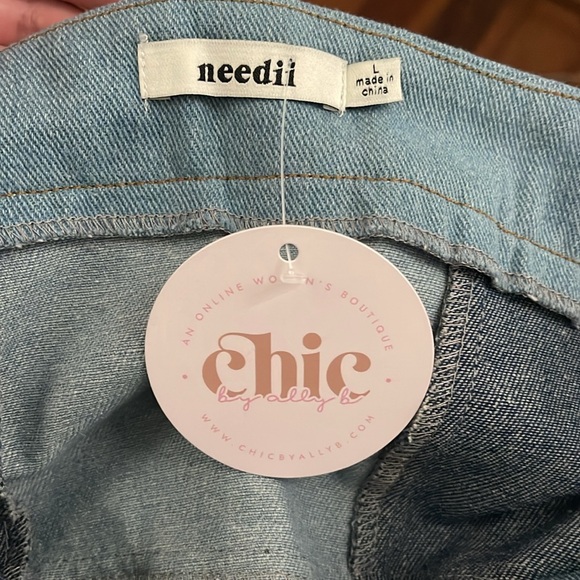 needii
L
made in
china
AN ONLINE WOMEN'S BOUTIQUE
chic
by ally b
WWW.CHICBYALLYB.COM